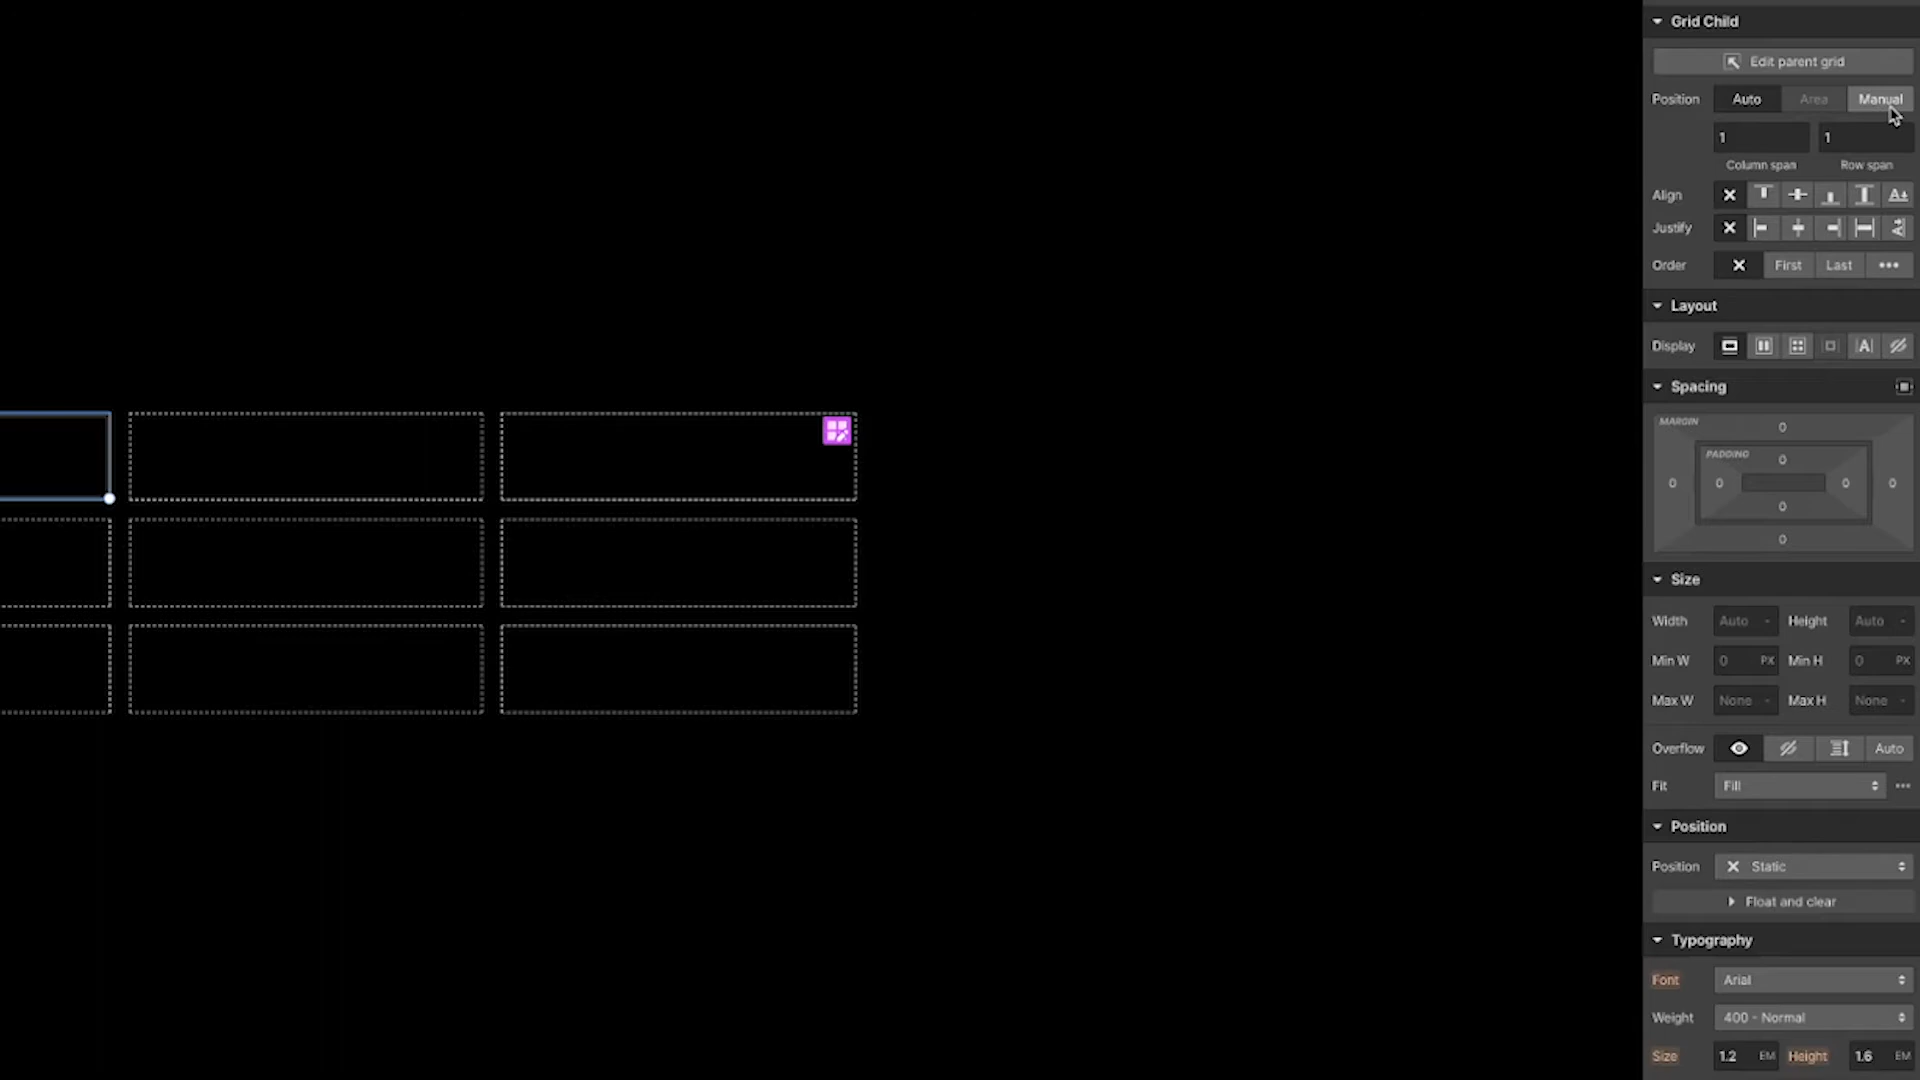 Grid Child
Edit parent grid
Position Auto Area Manual
1 1
Column span Row span
Align
Justify
Order First Last
Layout
Display
Spacing
MARGIN
0
PADDING
0
0 0 0 0
0
0
Size
Width Auto Height Auto
Min W 0 PX Min H 0 PX
Max W None Max H None
Overflow Auto
Fit Fill
Position
Position Static
Float and clear
Typography
Font Arial
Weight 400 - Normal
Size 1.2 EM Height 1.6 EM